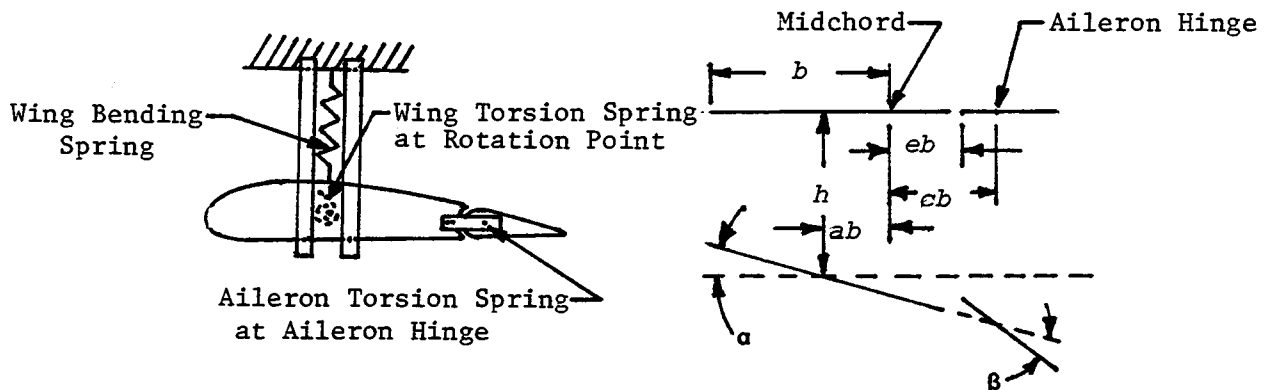 Wing Bending
Spring
Wing Torsion Spring
at Rotation Point
Aileron Torsion Spring
at Aileron Hinge
Midchord
Aileron Hinge
b
eb
cb
h
ab
α
β